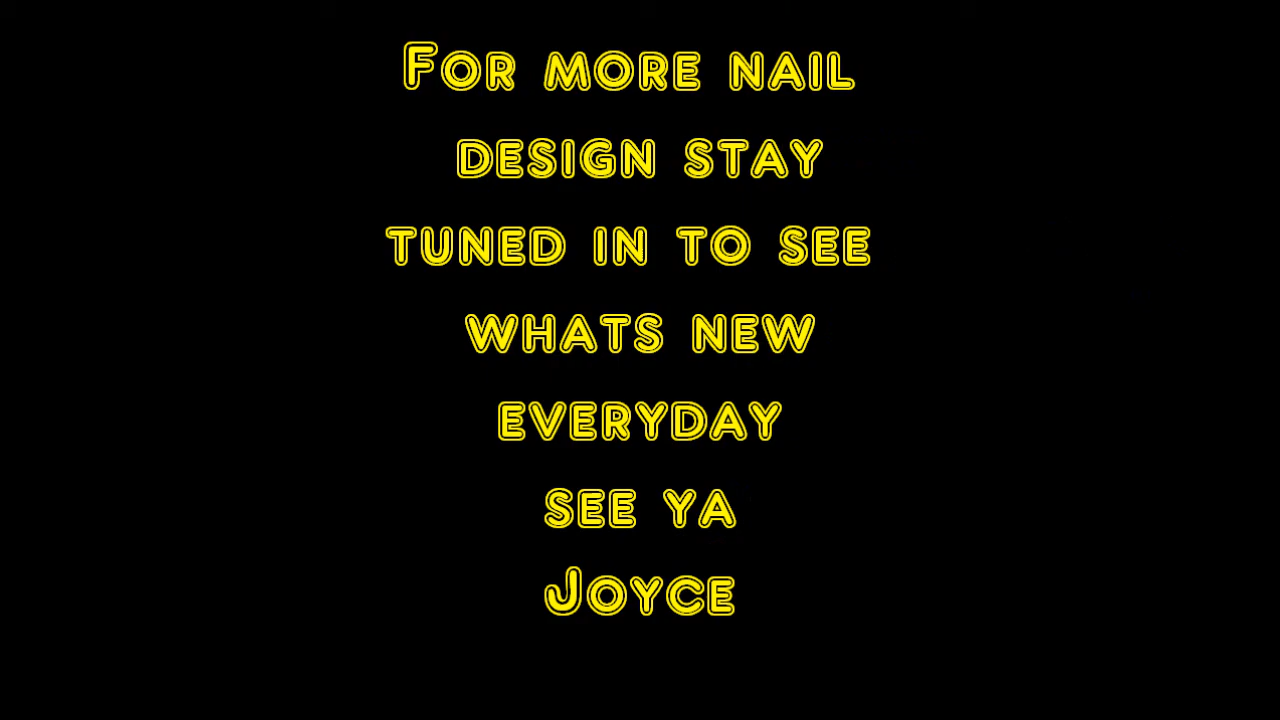 For more nail
design stay
tuned in to see
whats new
everyday
see ya
Joyce